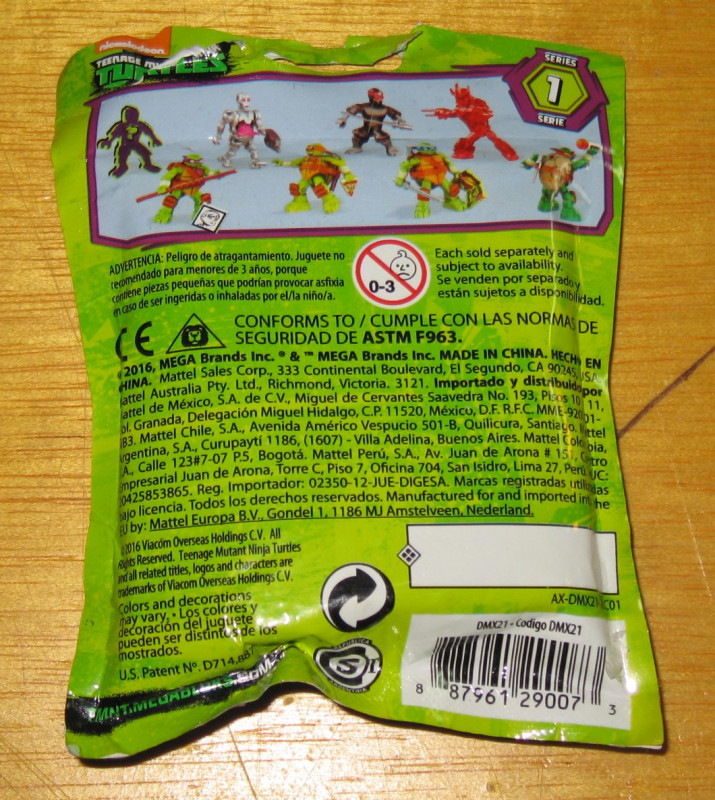 nickelodeon
TEENAGE
TURTLES
SERIES
1
SERIE
ADVERTENCIA: Peligro de atragantamiento. Juguete no
recomendado para menores de 3 años, porque
contiene piezas pequeñas que podrían provocar asfixia
en caso de ser ingeridas o inhaladas por el/la niño/a.
0-3
Each sold separately and
subject to availability.
Se venden por separado y
están sujetos a disponibilidad.
CE
CONFORMS TO / CUMPLE CON LAS NORMAS DE
SEGURIDAD DE ASTM F963.
© 2016, MEGA Brands Inc. ® & ™ MEGA Brands Inc. MADE IN CHINA. HECHO EN
CHINA. Mattel Sales Corp., 333 Continental Boulevard, El Segundo, CA 90245, USA.
Mattel Australia Pty. Ltd., Richmond, Victoria. 3121. Importado y distribuido por
Mattel de México, S.A. de C.V., Miguel de Cervantes Saavedra No. 193, Pisos 10 11,
Col. Granada, Delegación Miguel Hidalgo, C.P. 11520, México, D.F. R.F.C. MME-920701-
Mattel Chile, S.A., Avenida Américo Vespucio 501-B, Quilicura, Santiago. Mattel
Argentina, S.A., Curupaytí 1186, (1607) - Villa Adelina, Buenos Aires. Mattel Colombia,
Calle 123#7-07 P.5, Bogotá. Mattel Perú, S.A., Av. Juan de Arona # 151, Centro
Empresarial Juan de Arona, Torre C, Piso 7, Oficina 704, San Isidro, Lima 27, Perú
20425853865. Reg. Importador: 02350-12-JUE-DIGESA. Marcas registradas utilizadas
bajo licencia. Todos los derechos reservados. Manufactured for and imported into the
EU by: Mattel Europa B.V., Gondel 1, 1186 MJ Amstelveen, Nederland.
©2016 Viacom Overseas Holdings C.V. All
Rights Reserved. Teenage Mutant Ninja Turtles
and all related titles, logos and characters are
trademarks of Viacom Overseas Holdings C.V.
Colors and decorations
may vary. • Los colores y
decoración del juguete
pueden ser distintos de los
mostrados.
U.S. Patent Nº.
REPUBLICA
ARGENTINA
DMX21 - Codigo DMX21
8 87961 29007 3